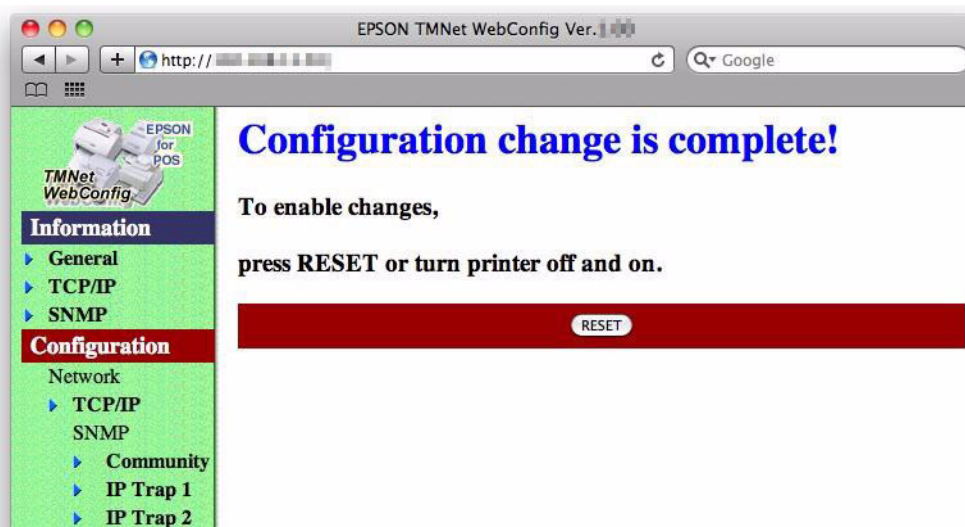 EPSON TMNet WebConfig Ver.
http://
Google
EPSON
for
POS
TMNet
WebConfig
Information
General
TCP/IP
SNMP
Configuration
Network
TCP/IP
SNMP
Community
IP Trap 1
IP Trap 2
Configuration change is complete!
To enable changes,
press RESET or turn printer off and on.
RESET